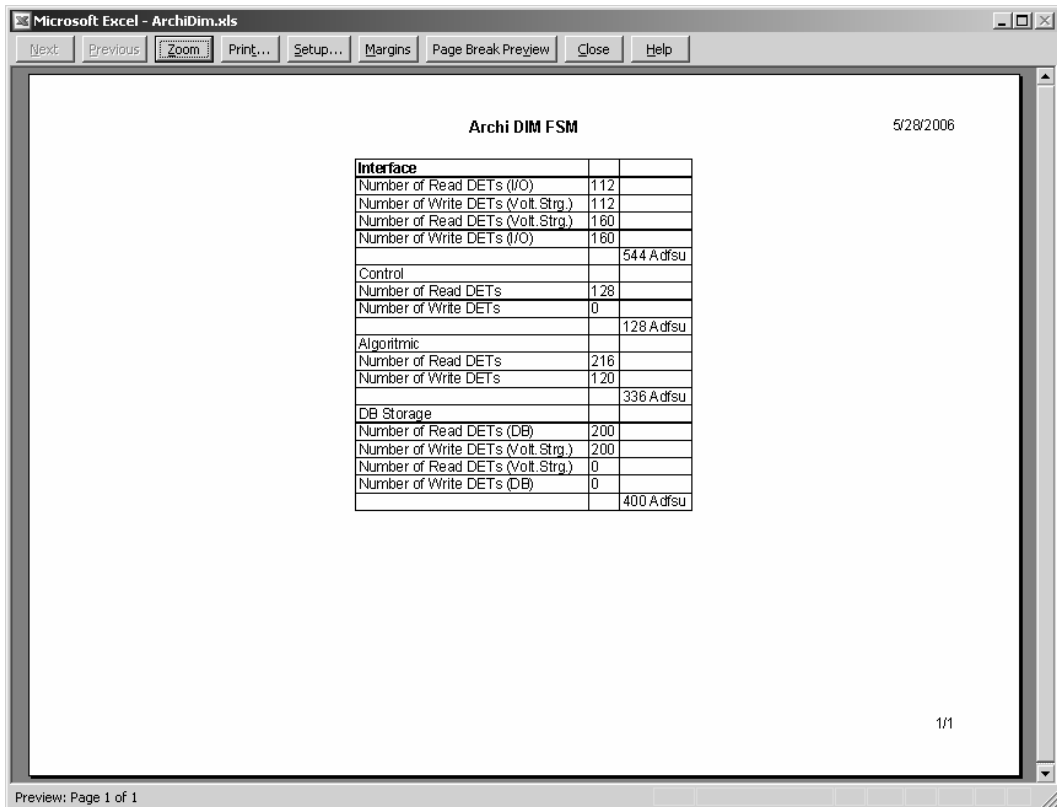 Microsoft Excel - ArchiDim.xls
Next Previous Zoom Print... Setup... Margins Page Break Preview Close Help
Archi DIM FSM 5/28/2006
Interface
Number of Read DETs (I/O) 112
Number of Write DETs (Volt.Strg.) 112
Number of Read DETs (Volt.Strg.) 160
Number of Write DETs (I/O) 160
544 Adfsu
Control
Number of Read DETs 128
Number of Write DETs 0
128 Adfsu
Algoritmic
Number of Read DETs 216
Number of Write DETs 120
336 Adfsu
DB Storage
Number of Read DETs (DB) 200
Number of Write DETs (Volt.Strg.) 200
Number of Read DETs (Volt.Strg.) 0
Number of Write DETs (DB) 0
400 Adfsu
1/1
Preview: Page 1 of 1